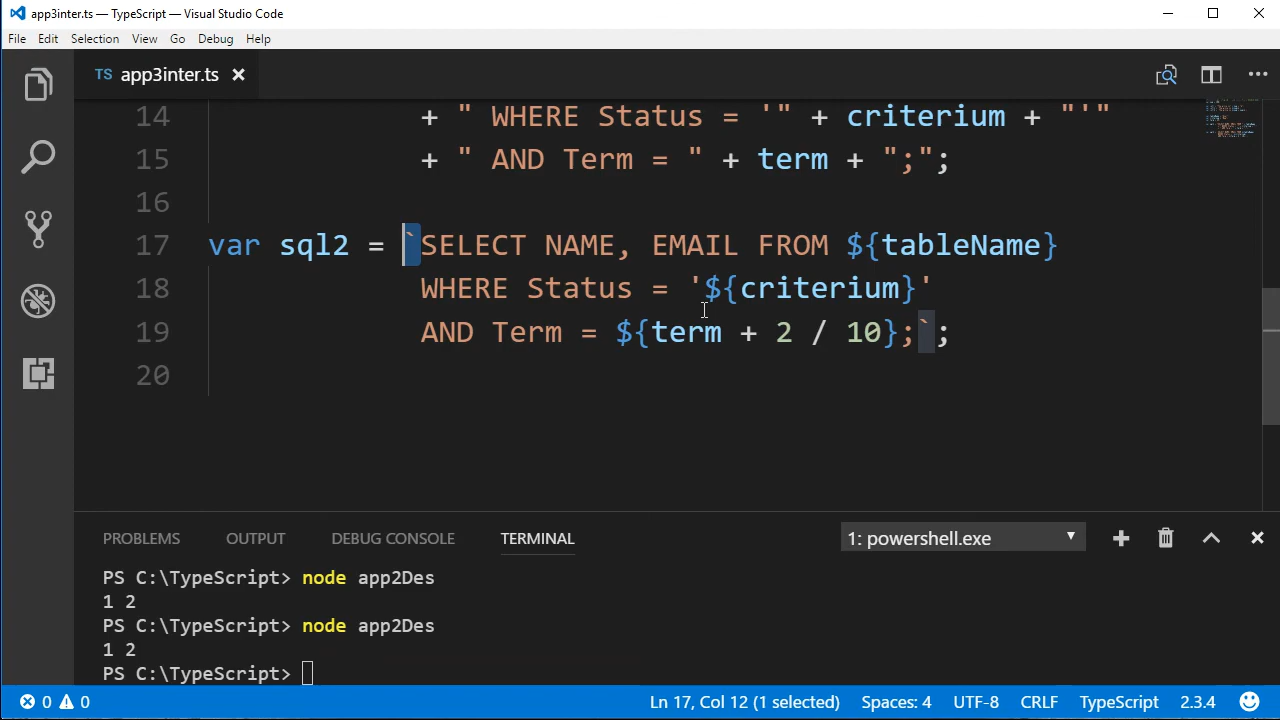 app3inter.ts — TypeScript — Visual Studio Code
File Edit Selection View Go Debug Help
TS app3inter.ts
14 + " WHERE Status = '" + criterium + "'"
15 + " AND Term = " + term + ";";
16
17 var sql2 = `SELECT NAME, EMAIL FROM ${tableName}
18 WHERE Status = '${criterium}'
19 AND Term = ${term + 2 / 10};`;
20
PROBLEMS OUTPUT DEBUG CONSOLE TERMINAL 1: powershell.exe
PS C:\TypeScript> node app2Des
1 2
PS C:\TypeScript> node app2Des
1 2
PS C:\TypeScript>
0 0 Ln 17, Col 12 (1 selected) Spaces: 4 UTF-8 CRLF TypeScript 2.3.4